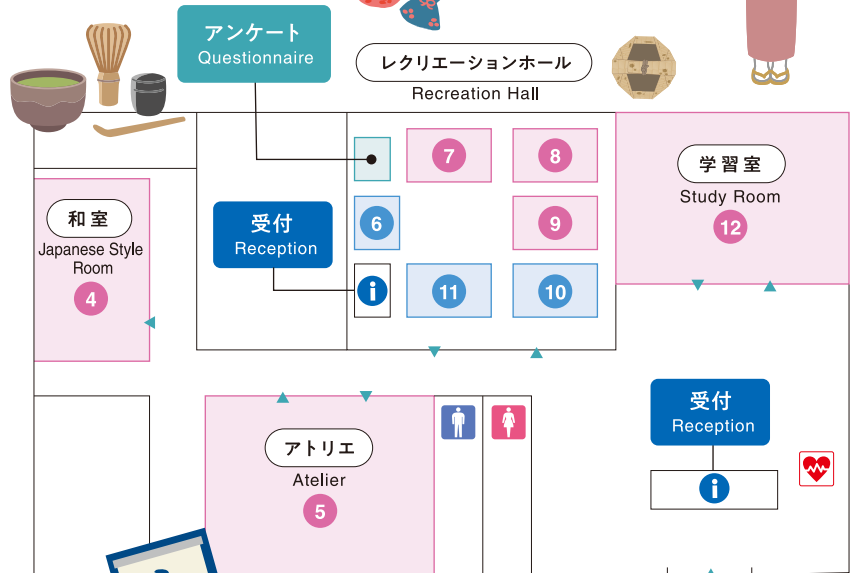 アンケート
Questionnaire
レクリエーションホール
Recreation Hall
7
8
学習室
Study Room
12
和室
Japanese Style
Room
4
受付
Reception
6
9
i
11
10
受付
Reception
i
アトリエ
Atelier
5